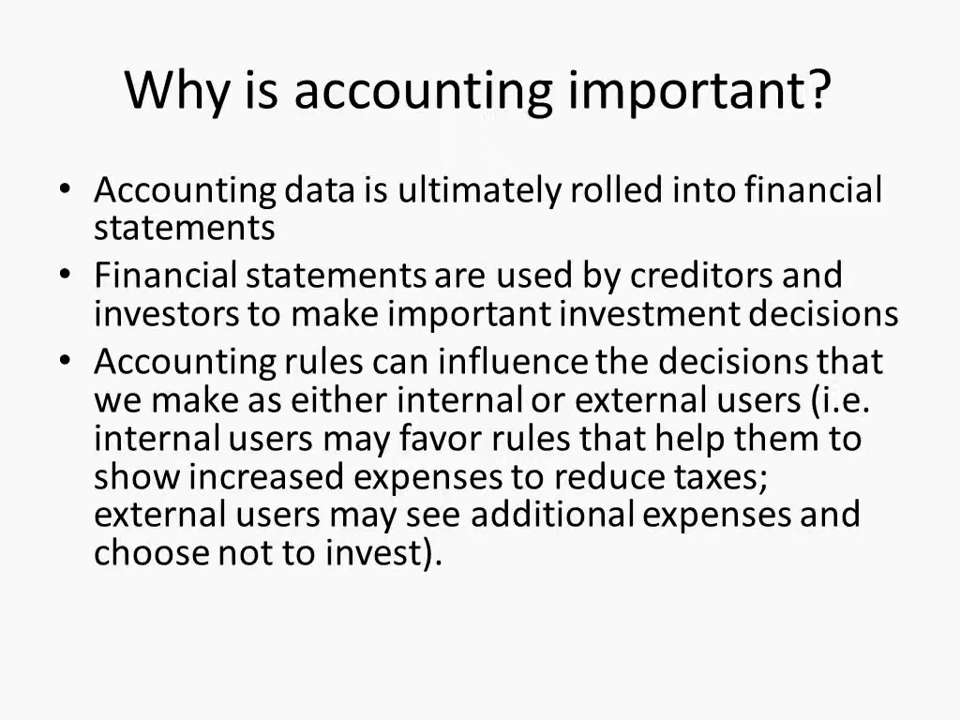 Why is accounting important?
• Accounting data is ultimately rolled into financial
statements
• Financial statements are used by creditors and
investors to make important investment decisions
• Accounting rules can influence the decisions that
we make as either internal or external users (i.e.
internal users may favor rules that help them to
show increased expenses to reduce taxes;
external users may see additional expenses and
choose not to invest).